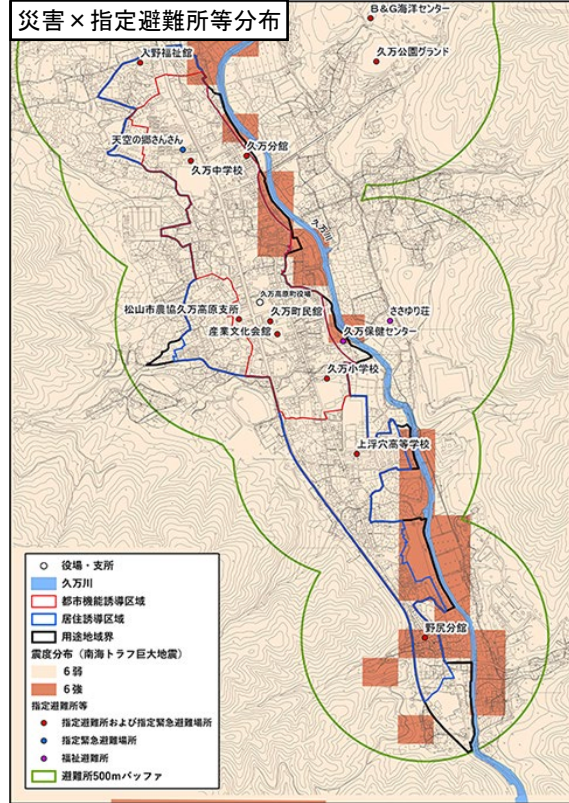 災害×指定避難所等分布
B&G海洋センター
入野福祉館
久万公園グランド
天空の郷さんさん
久万分館
久万中学校
久万川
久万高原町役場
ささゆり荘
松山市農協久万高原支所
久万町民館
産業文化会館
久万保健センター
久万小学校
上浮穴高等学校
野尻分館
役場・支所
久万川
都市機能誘導区域
居住誘導区域
用途地域界
震度分布(南海トラフ巨大地震)
6弱
6強
指定避難所等
指定避難所および指定緊急避難場所
指定緊急避難場所
福祉避難所
避難所500mバッファ